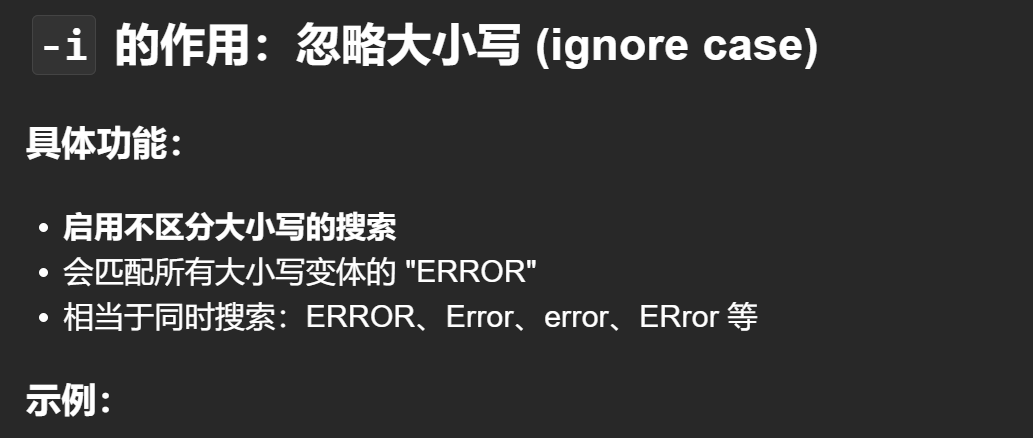 -i 的作用：忽略大小写 (ignore case)
具体功能：
• 启用不区分大小写的搜索
• 会匹配所有大小写变体的 "ERROR"
• 相当于同时搜索：ERROR、Error、error、ERror 等
示例：